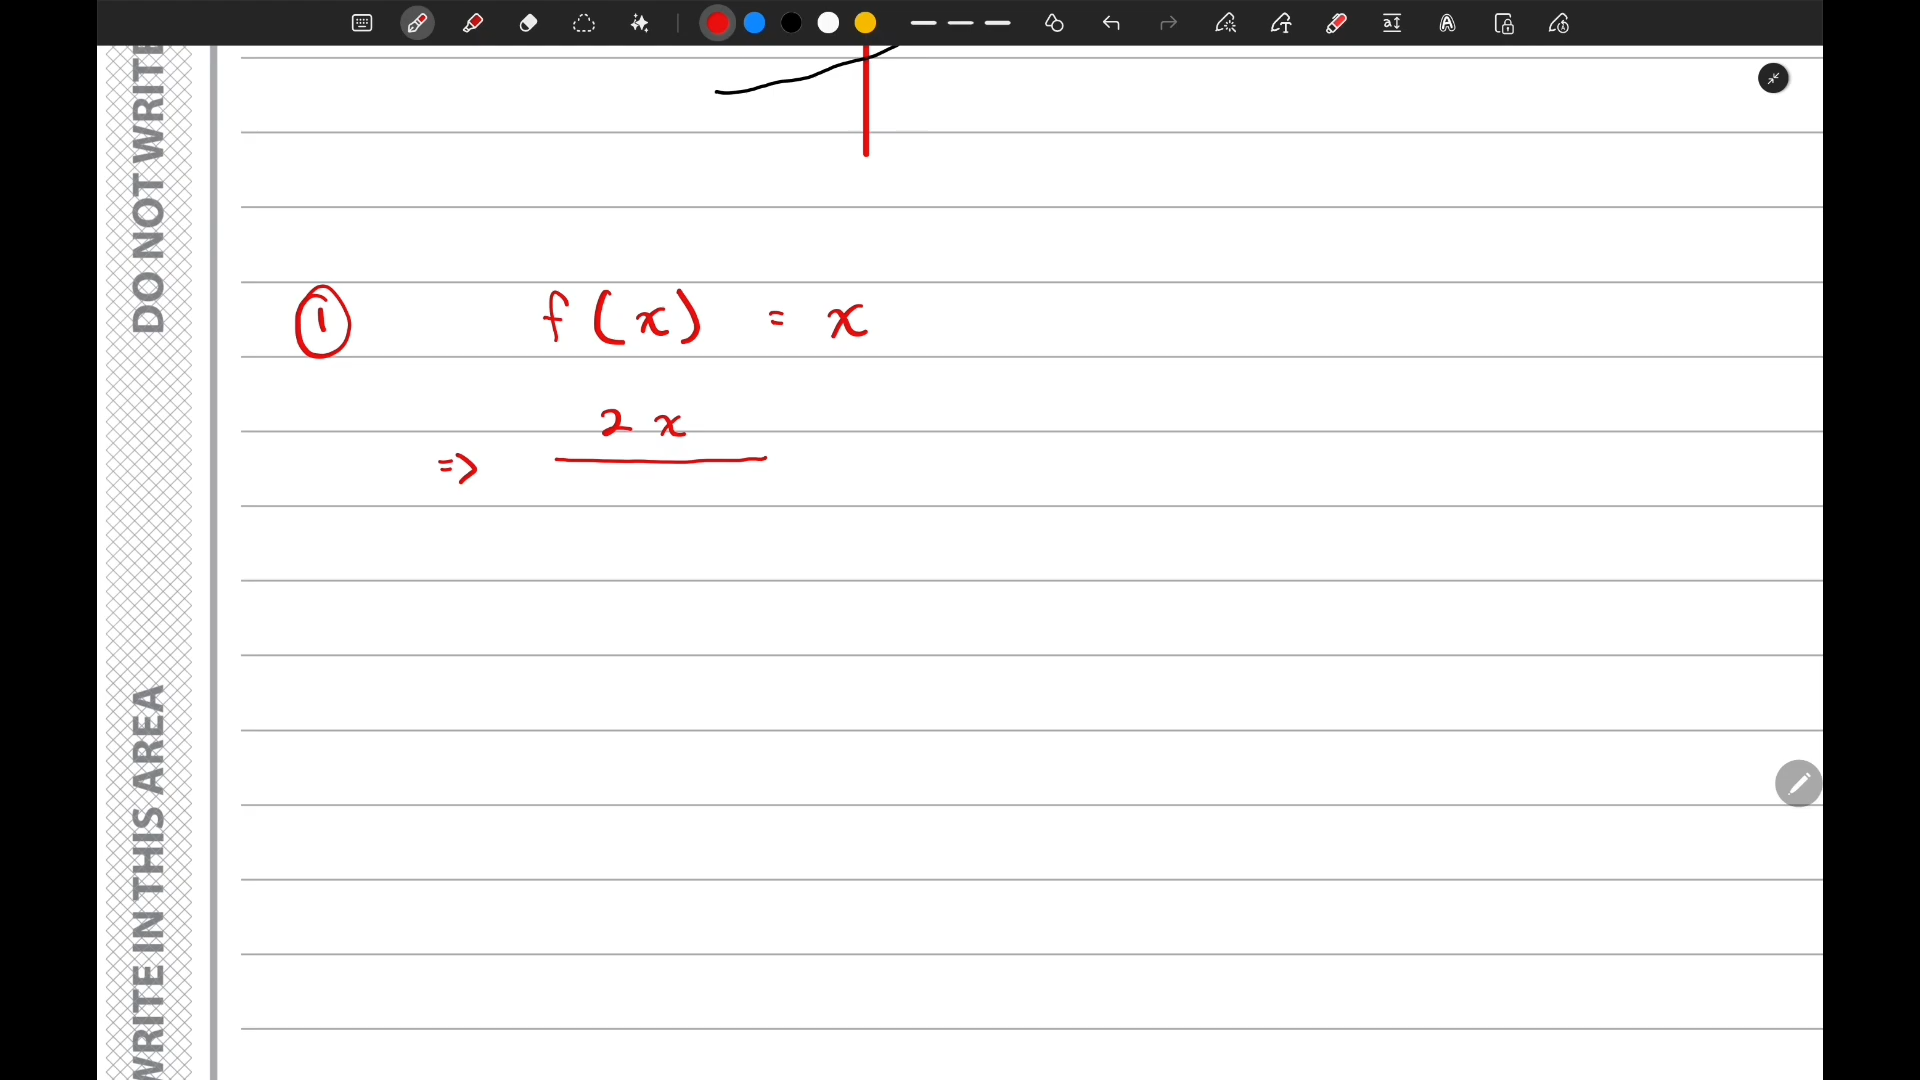 DO NOT WRITE
WRITE IN THIS AREA
① f(x) = x
=> 2x